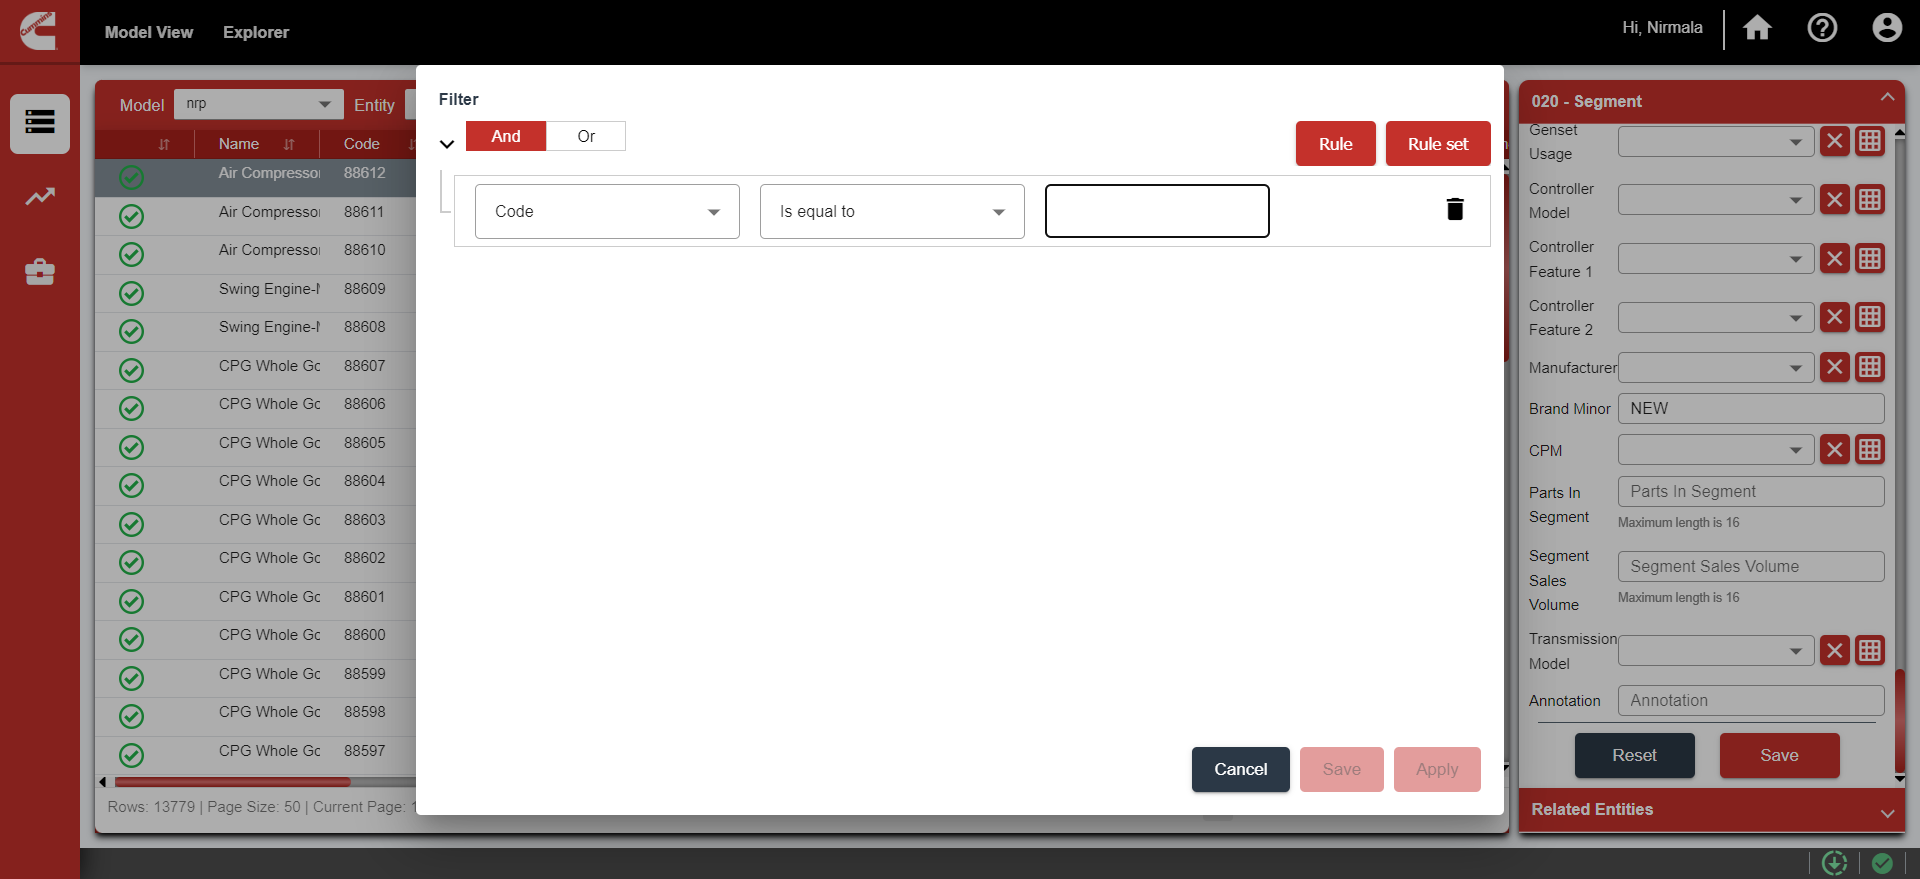 Cummins
Model View Explorer
Hi, Nirmala
Model nrp Entity
Name Code
Air Compressor 88612
Air Compressor 88611
Air Compressor 88610
Swing Engine- 88609
Swing Engine- 88608
CPG Whole Gc 88607
CPG Whole Gc 88606
CPG Whole Gc 88605
CPG Whole Gc 88604
CPG Whole Gc 88603
CPG Whole Gc 88602
CPG Whole Gc 88601
CPG Whole Gc 88600
CPG Whole Gc 88599
CPG Whole Gc 88598
CPG Whole Gc 88597
Rows: 13779 | Page Size: 50 | Current Page: 1
Filter
And Or
Rule Rule set
Code Is equal to
Cancel Save Apply
020 - Segment
Genset
Usage
Controller
Model
Controller
Feature 1
Controller
Feature 2
Manufacturer
Brand Minor NEW
CPM
Parts In
Segment
Parts In Segment
Maximum length is 16
Segment
Sales
Volume
Segment Sales Volume
Maximum length is 16
Transmission
Model
Annotation Annotation
Reset Save
Related Entities